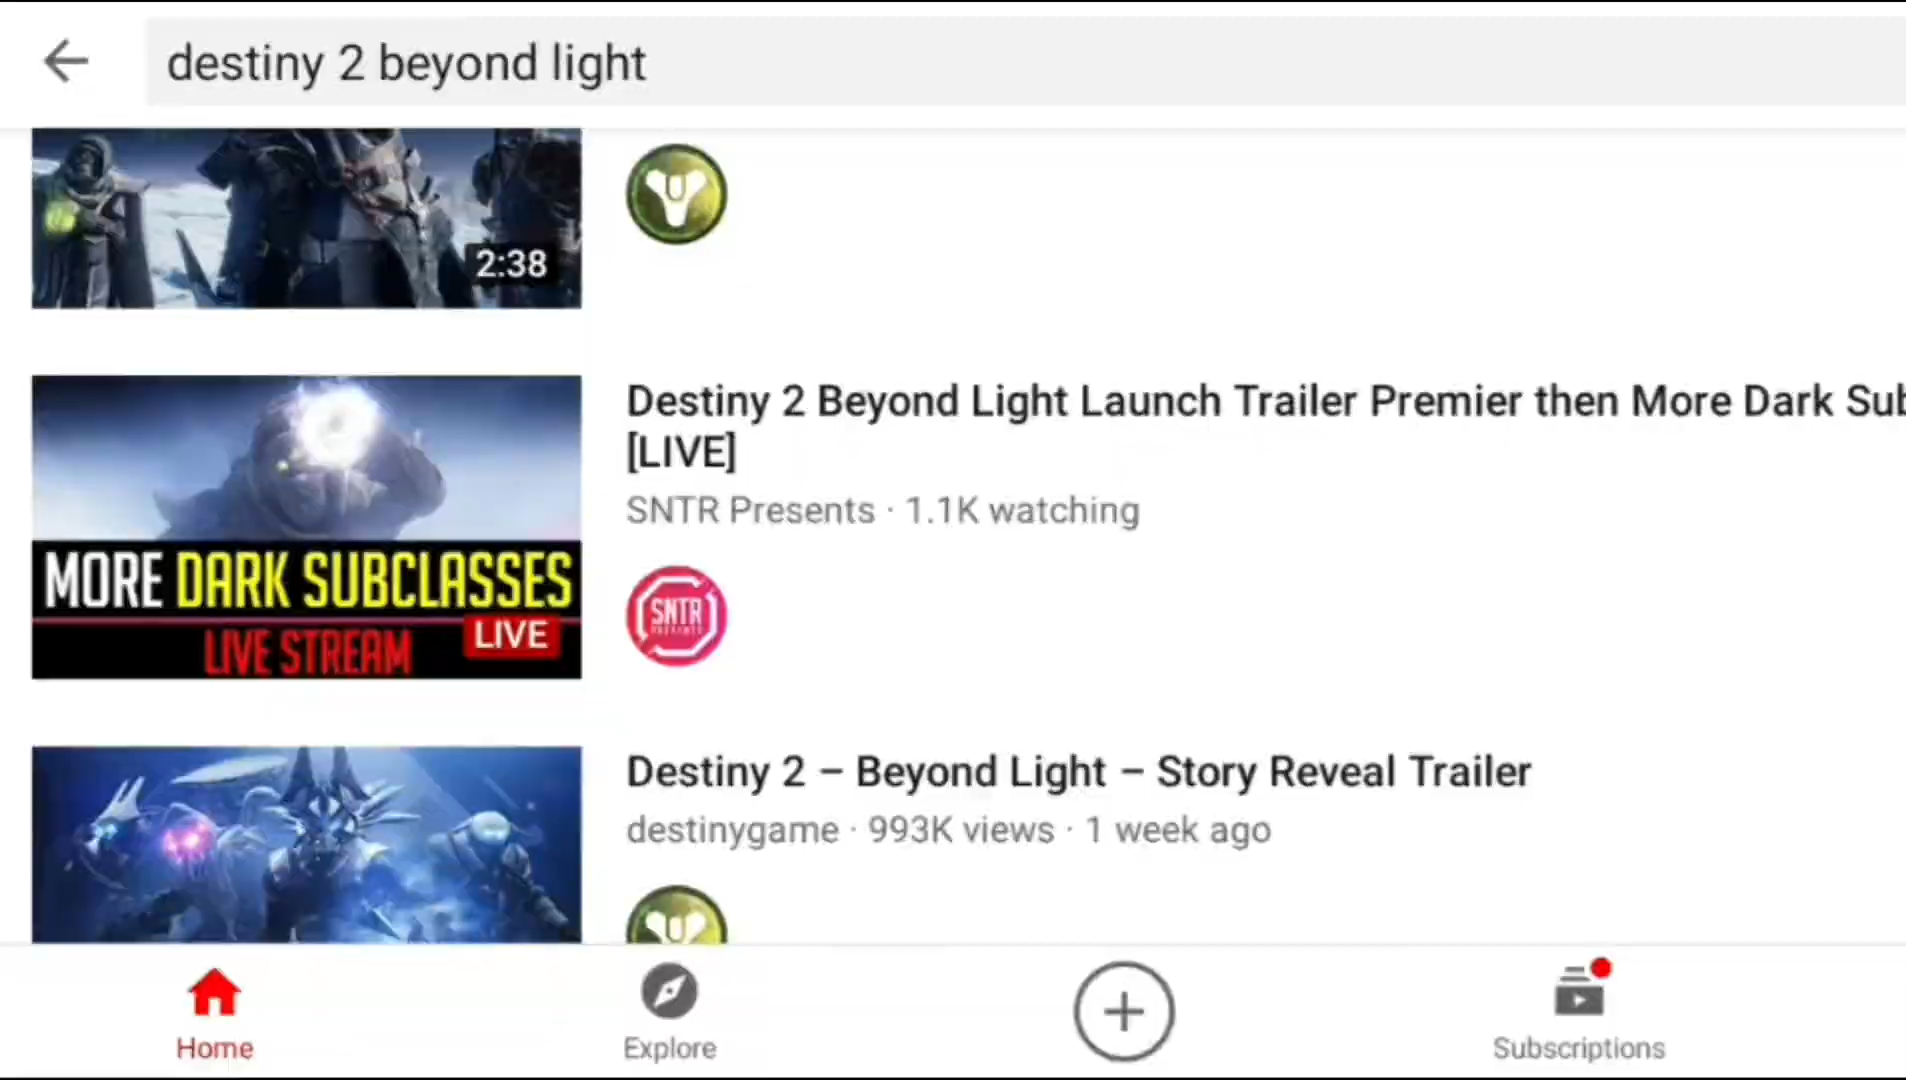 destiny 2 beyond light
2:38
Destiny 2 Beyond Light Launch Trailer Premier then More Dark Sub
[LIVE]
SNTR Presents · 1.1K watching
SNTR
PRESENTS
MORE DARK SUBCLASSES
LIVE STREAM
LIVE
Destiny 2 – Beyond Light – Story Reveal Trailer
destinygame · 993K views · 1 week ago
Home
Explore
Subscriptions